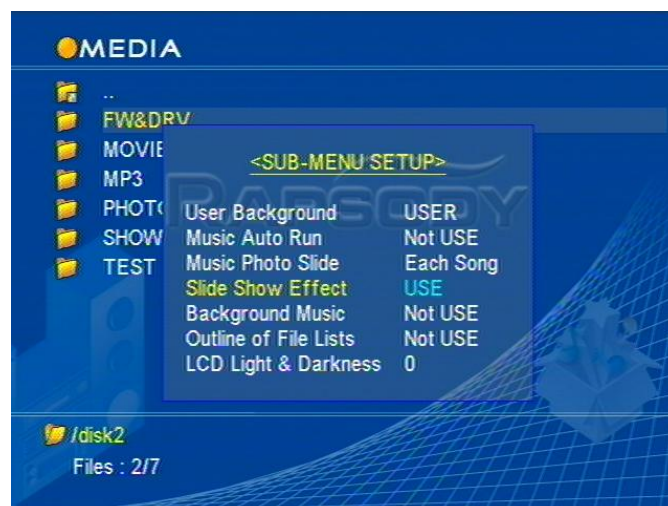 MEDIA
..
FW&DRV
MOVIE
MP3
PHOTO
SHOW
TEST
<SUB-MENU SETUP>
RAPSODY
User Background USER
Music Auto Run Not USE
Music Photo Slide Each Song
Slide Show Effect USE
Background Music Not USE
Outline of File Lists Not USE
LCD Light & Darkness 0
/disk2
Files : 2/7